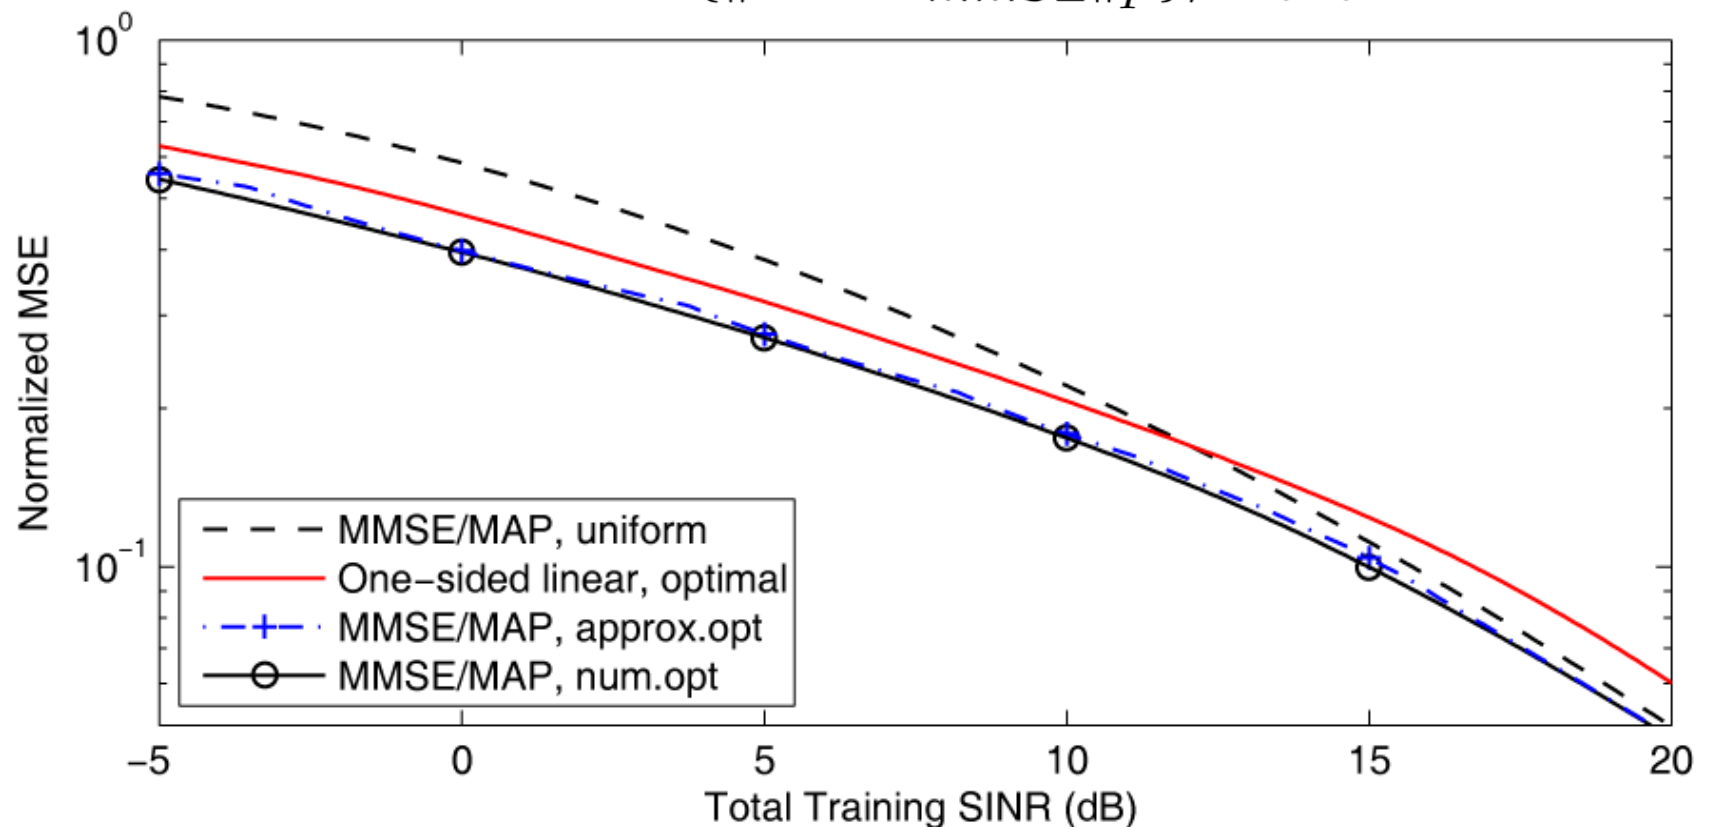 10^0
10^−1
Normalized MSE
MMSE/MAP, uniform
One−sided linear, optimal
MMSE/MAP, approx.opt
MMSE/MAP, num.opt
−5 0 5 10 15 20
Total Training SINR (dB)